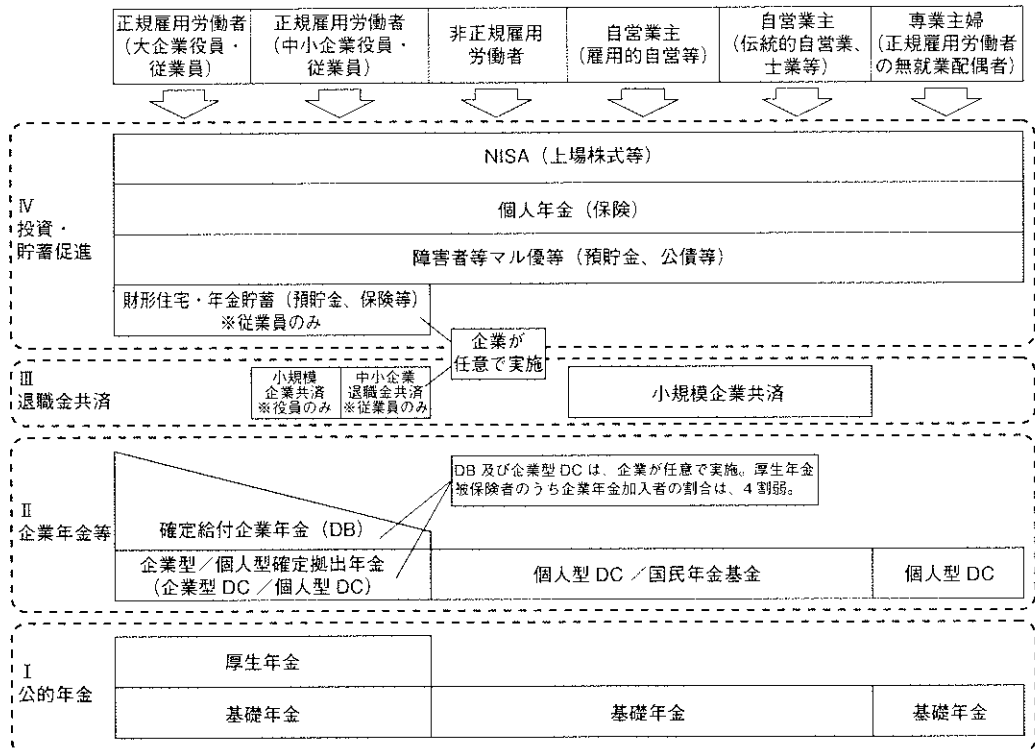 正規雇用労働者
(大企業役員・
従業員)
正規雇用労働者
(中小企業役員・
従業員)
非正規雇用
労働者
自営業主
(雇用的自営等)
自営業主
(伝統的自営業、
士業等)
専業主婦
(正規雇用労働者
の無就業配偶者)
Ⅳ
投資・
貯蓄促進
NISA(上場株式等)
個人年金(保険)
障害者等マル優等(預貯金、公債等)
財形住宅・年金貯蓄(預貯金、保険等)
※従業員のみ
企業が
任意で実施
Ⅲ
退職金共済
小規模
企業共済
※役員のみ
中小企業
退職金共済
※従業員のみ
小規模企業共済
Ⅱ
企業年金等
DB 及び企業型 DC は、企業が任意で実施。厚生年金
被保険者のうち企業年金加入者の割合は、4割弱。
確定給付企業年金(DB)
企業型/個人型確定拠出年金
(企業型 DC /個人型 DC)
個人型 DC /国民年金基金
個人型 DC
Ⅰ
公的年金
厚生年金
基礎年金
基礎年金
基礎年金